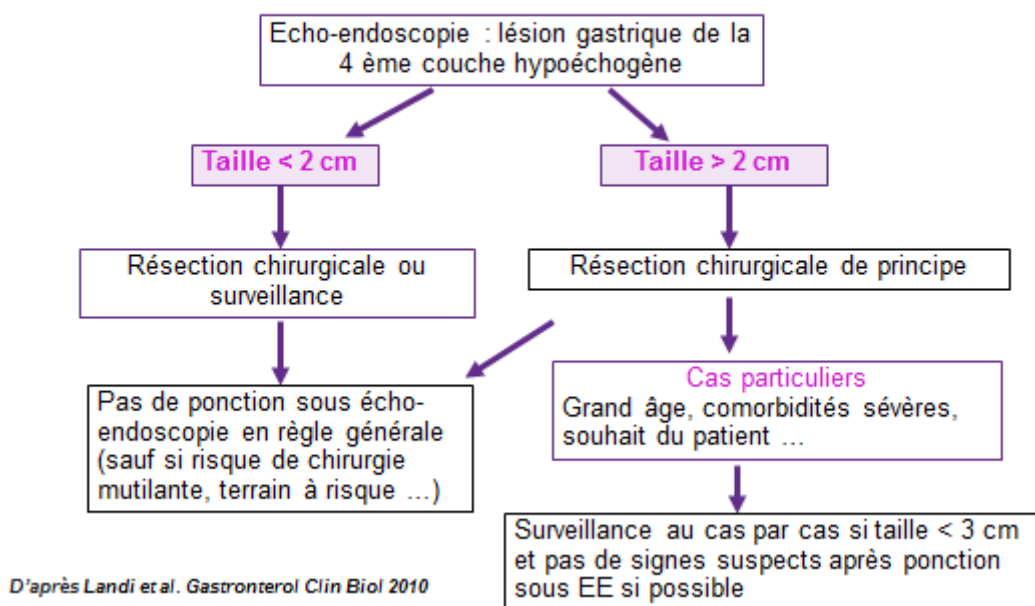 Echo-endoscopie : lésion gastrique de la
4 ème couche hypoéchogène
Taille < 2 cm
Taille > 2 cm
Résection chirurgicale ou
surveillance
Résection chirurgicale de principe
Pas de ponction sous écho-
endoscopie en règle générale
(sauf si risque de chirurgie
mutilante, terrain à risque ...)
Cas particuliers
Grand âge, comorbidités sévères,
souhait du patient ...
Surveillance au cas par cas si taille < 3 cm
et pas de signes suspects après ponction
sous EE si possible
D'après Landi et al. Gastronterol Clin Biol 2010